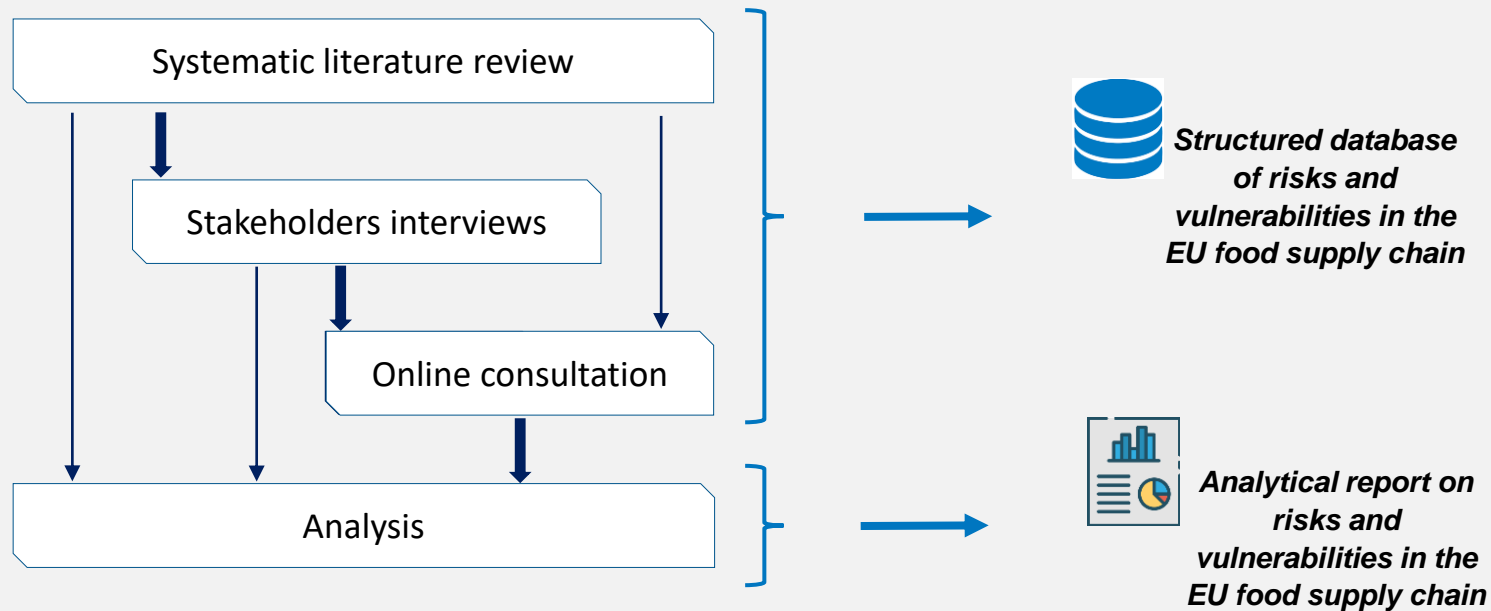 Systematic literature review
Stakeholders interviews
Online consultation
Analysis
Structured database
of risks and
vulnerabilities in the
EU food supply chain
Analytical report on
risks and
vulnerabilities in the
EU food supply chain